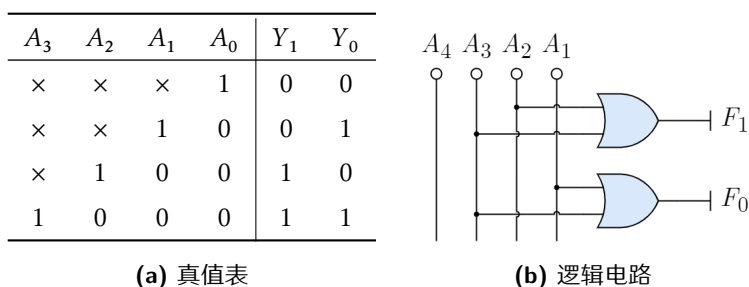 A₃ A₂ A₁ A₀ Y₁ Y₀
× × × 1 0 0
× × 1 0 0 1
× 1 0 0 1 0
1 0 0 0 1 1
(a) 真值表
A₄ A₃ A₂ A₁
F₁
F₀
(b) 逻辑电路